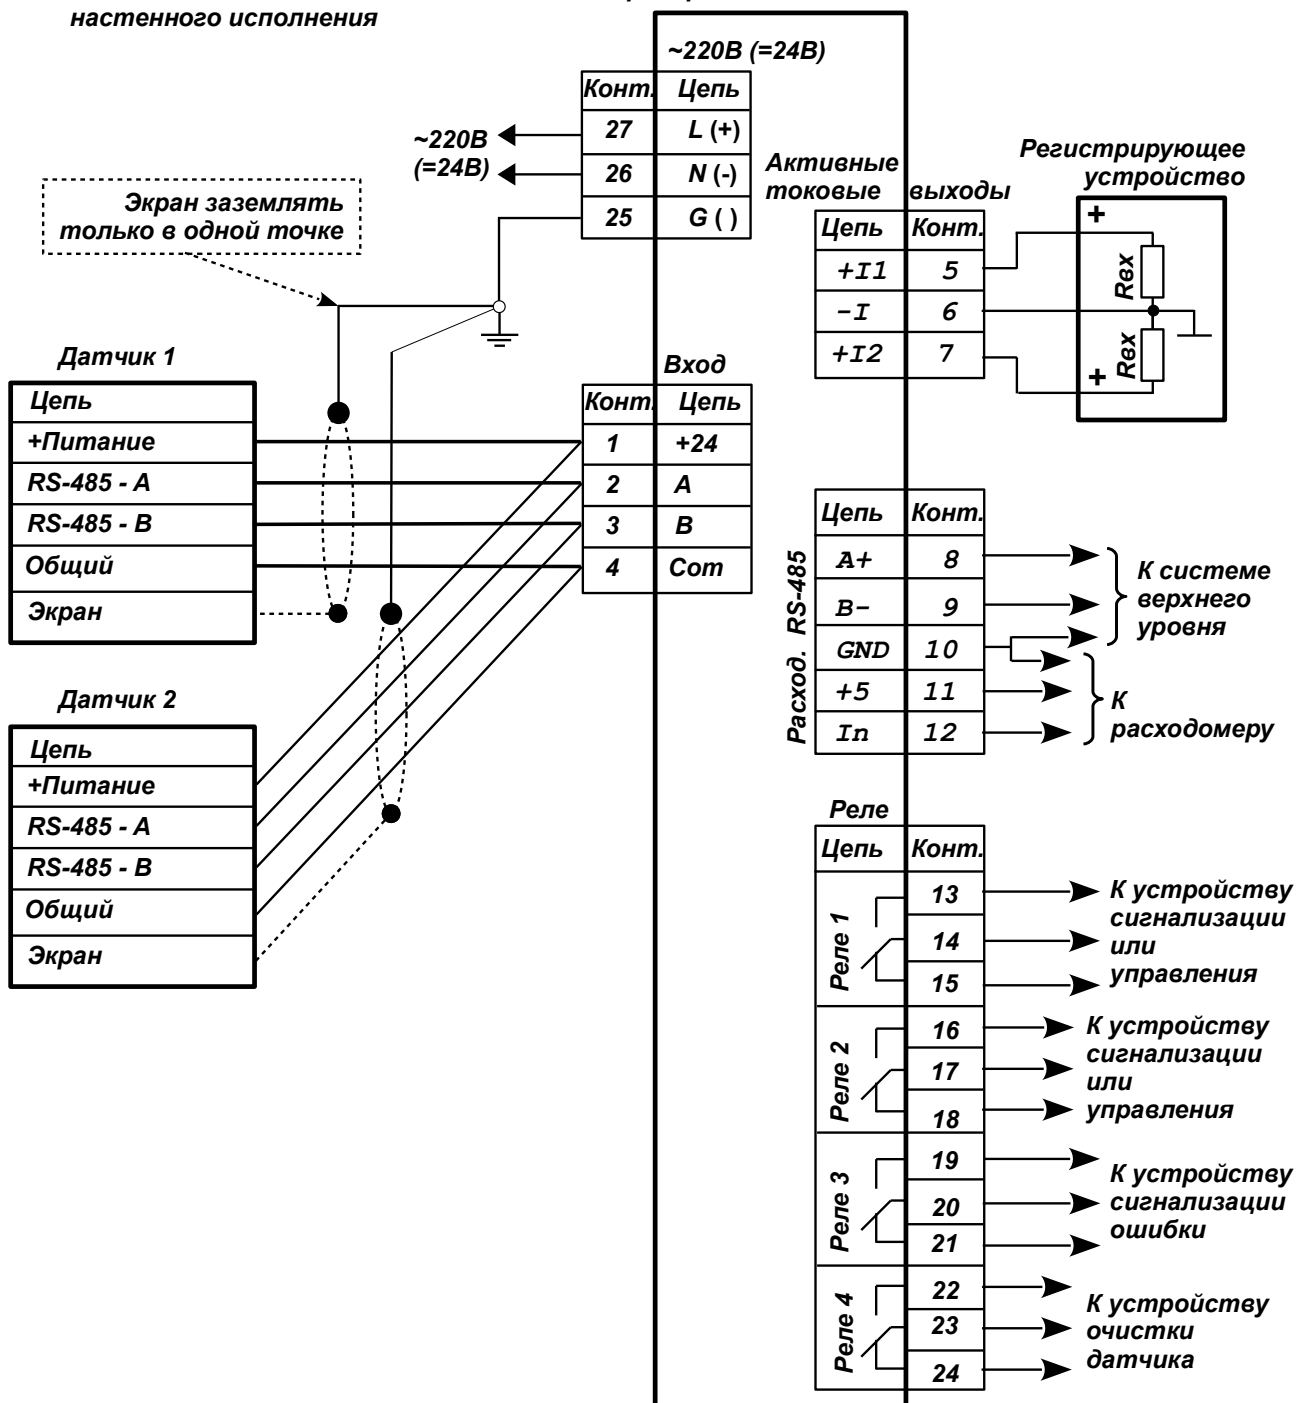 настенного исполнения
~220В (=24В)
Конт. Цепь
27 L (+)
26 N (-)
25 G ( )
~220В
(=24В)
Экран заземлять
только в одной точке
Активные
токовые выходы
Цепь Конт.
+I1 5
-I 6
+I2 7
Регистрирующее
устройство
+
Rвх
Rвх
+
Датчик 1
Цепь
+Питание
RS-485 - A
RS-485 - B
Общий
Экран
Вход
Конт. Цепь
1 +24
2 A
3 B
4 Com
Датчик 2
Цепь
+Питание
RS-485 - A
RS-485 - B
Общий
Экран
Расход. RS-485
Цепь Конт.
A+ 8
B- 9
GND 10
+5 11
In 12
К системе
верхнего
уровня
К
расходомеру
Реле
Цепь Конт.
Реле 1
13
14
15
К устройству
сигнализации
или
управления
Реле 2
16
17
18
К устройству
сигнализации
или
управления
Реле 3
19
20
21
К устройству
сигнализации
ошибки
Реле 4
22
23
24
К устройству
очистки
датчика